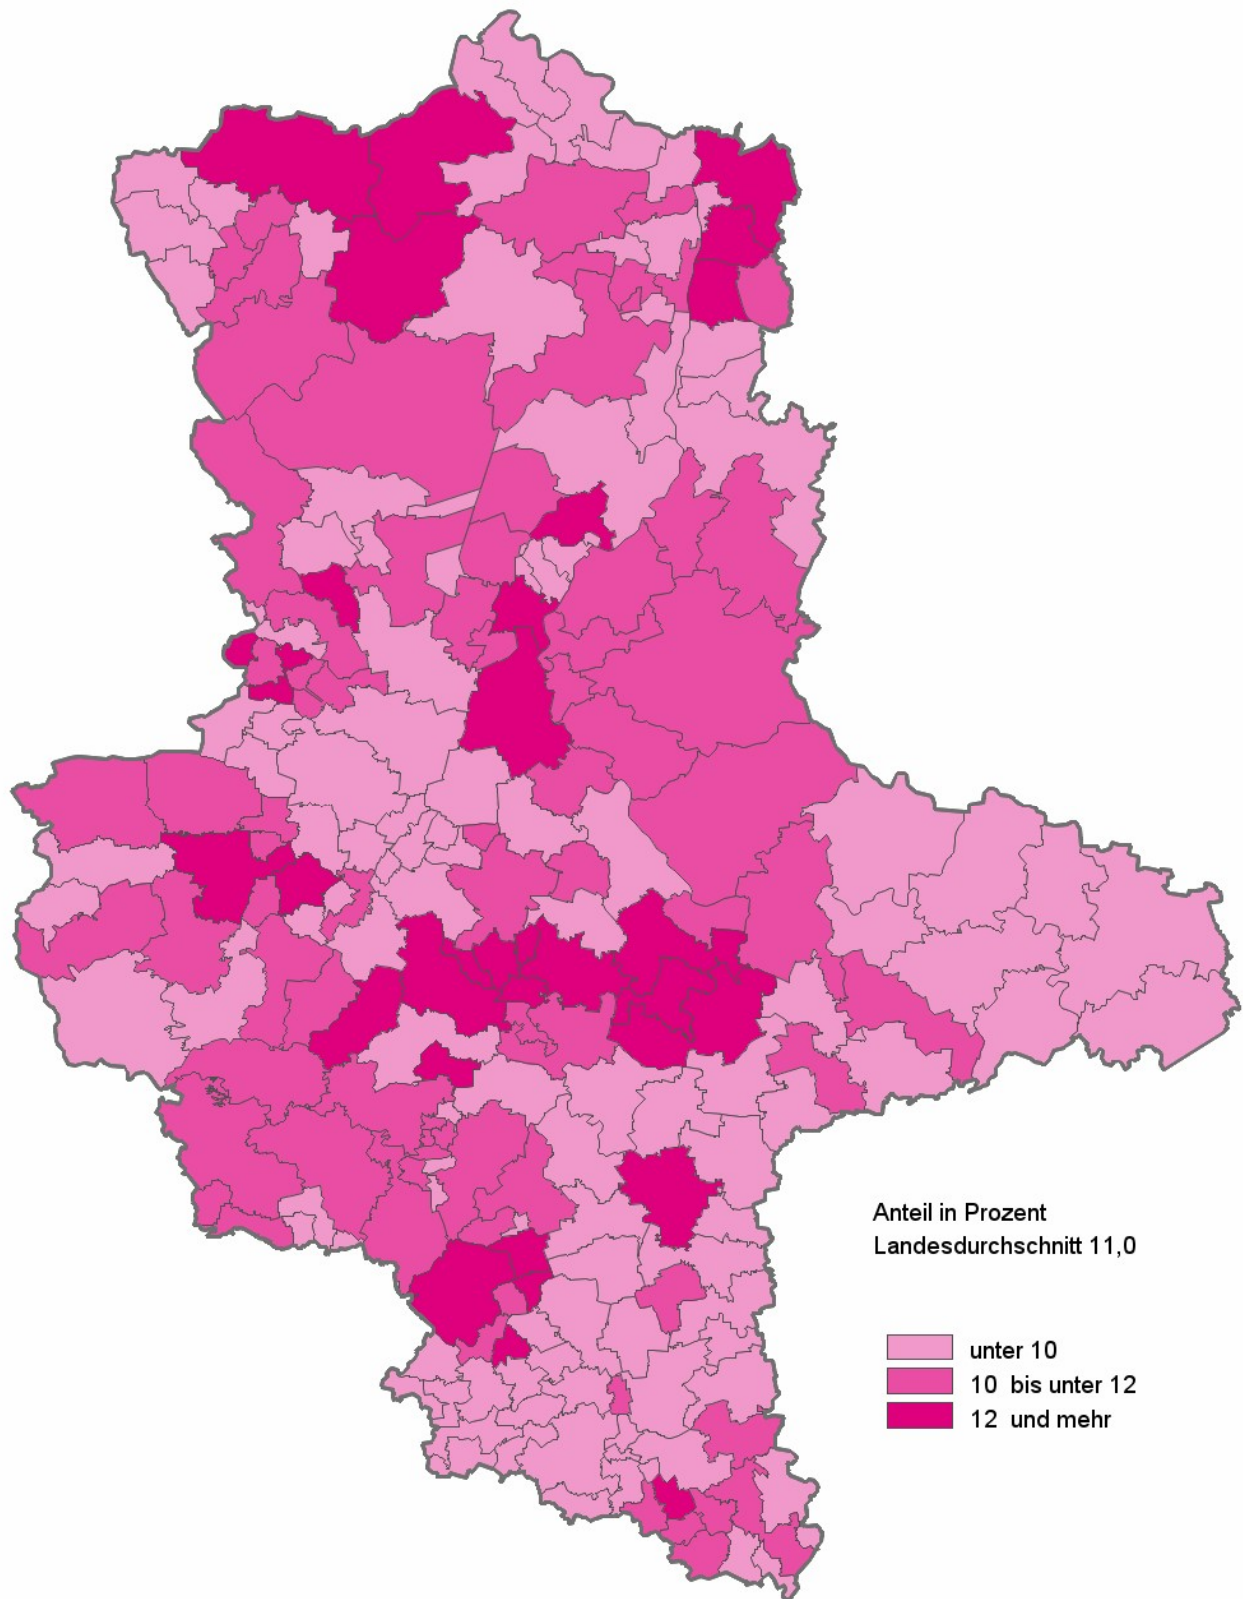 Anteil in Prozent
Landesdurchschnitt 11,0
unter 10
10 bis unter 12
12 und mehr